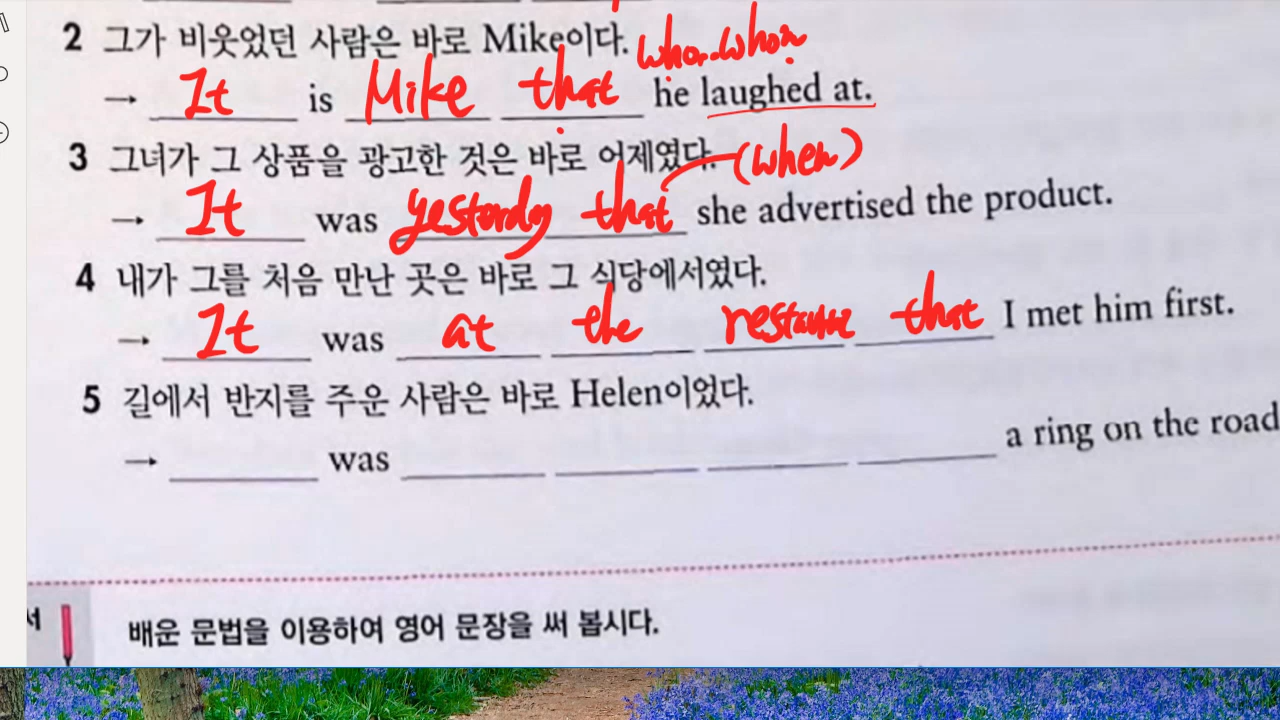 2 그가 비웃었던 사람은 바로 Mike이다. who.whom
→ It is Mike that he laughed at.
3 그녀가 그 상품을 광고한 것은 바로 어제였다. (when)
→ It was that she advertised the product.
4 내가 그를 처음 만난 곳은 바로 그 식당에서였다.
→ It was at the that I met him first.
5 길에서 반지를 주운 사람은 바로 Helen이었다.
→ was a ring on the road
서
배운 문법을 이용하여 영어 문장을 써 봅시다.